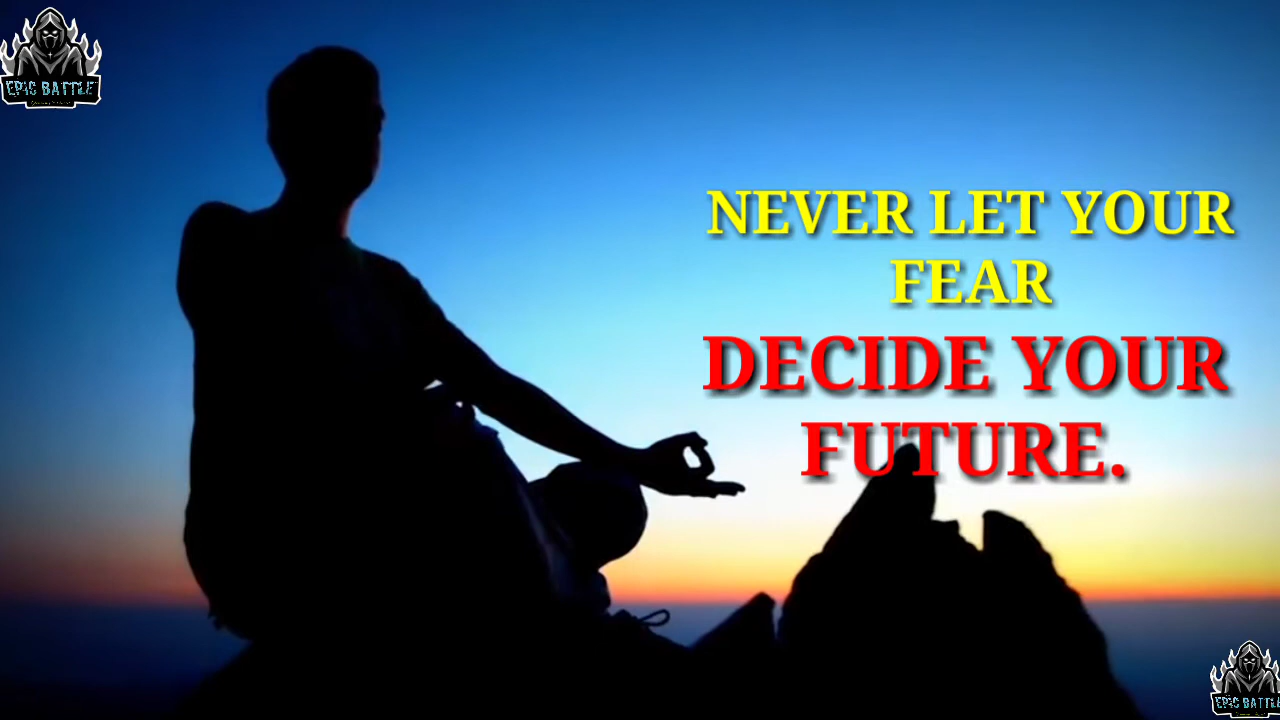 EPIC BATTLE
NEVER LET YOUR
FEAR
DECIDE YOUR
FUTURE.
EPIC BATTLE